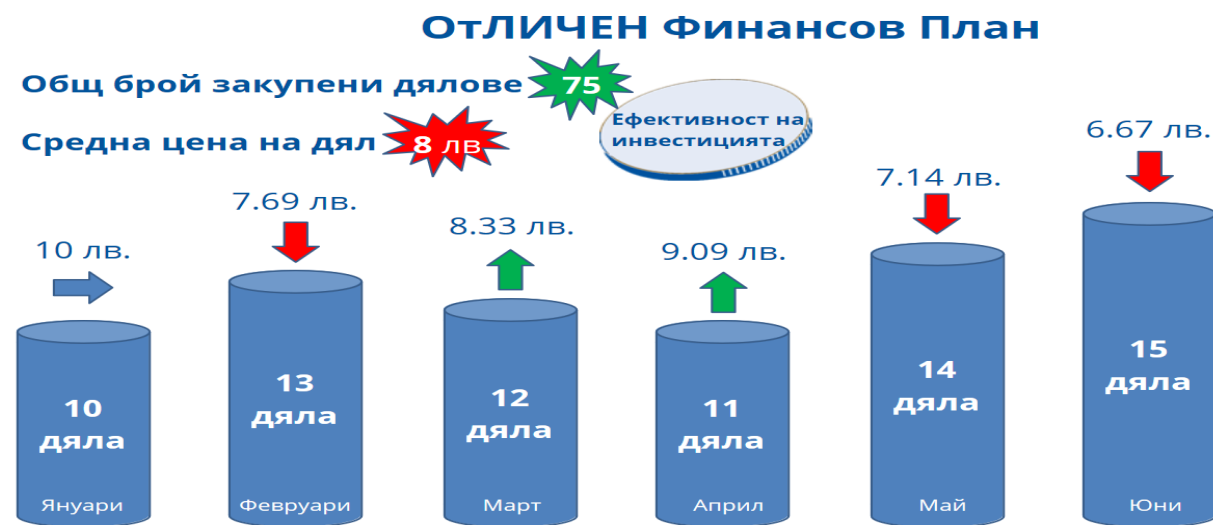 ОтЛИЧЕН Финансов План
Общ брой закупени дялове 75
Средна цена на дял 8 лв
Ефективност на
инвестицията
10 лв.
7.69 лв.
8.33 лв.
9.09 лв.
7.14 лв.
6.67 лв.
10
дяла
Януари
13
дяла
Февруари
12
дяла
Март
11
дяла
Април
14
дяла
Май
15
дяла
Юни